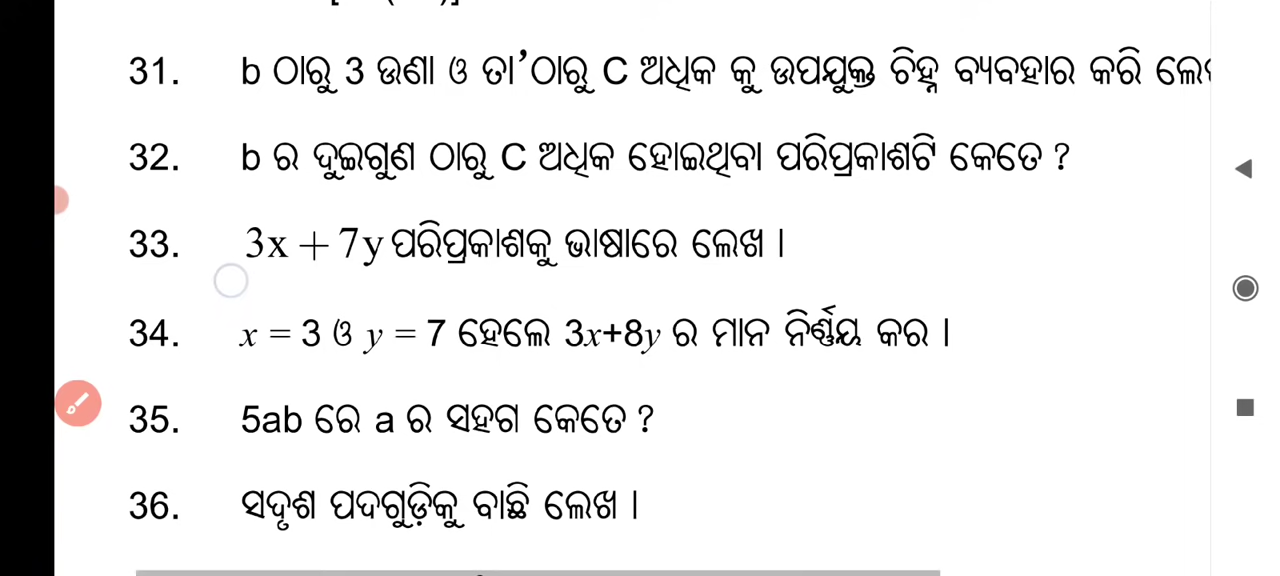 31. b ଠାରୁ 3 ଊଣା ଓ ତା'ଠାରୁ C ଅଧିକ କୁ ଉପଯୁକ୍ତ ଚିହ୍ନ ବ୍ୟବହାର କରି
32. b ର ଦୁଇଗୁଣ ଠାରୁ C ଅଧିକ ହୋଇଥିବା ପରିପ୍ରକାଶଟି କେତେ ?
33. 3x + 7y ପରିପ୍ରକାଶକୁ ଭାଷାରେ ଲେଖ ।
34. x = 3 ଓ y = 7 ହେଲେ 3x+8y ର ମାନ ନିର୍ଣ୍ଣୟ କର ।
35. 5ab ରେ a ର ସହଗ କେତେ ?
36. ସଦୃଶ ପଦଗୁଡ଼ିକୁ ବାଛି ଲେଖ ।